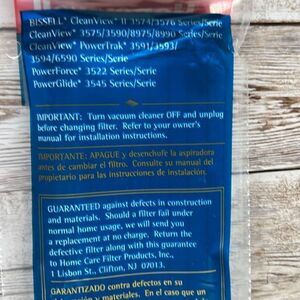 BISSELL® CleanView® II 3574/3576 Series/Serie
CleanView® 3575/3590/8975/8990 Series/Serie
CleanView® PowerTrak® 3591/3593/
3594/6590 Series/Serie
PowerForce® 3522 Series/Serie
PowerGlide® 3545 Series/Serie
IMPORTANT: Turn vacuum cleaner OFF and unplug
before changing filter. Refer to your owner's
manual for installation instructions.
IMPORTANTE: APAGUE y desenchufe la aspiradora
antes de cambiar el filtro. Consulte su manual del
propietario para las instrucciones de instalación.
GUARANTEED against defects in construction
and materials. Should a filter fail under
normal home usage, we will send you
a replacement at no charge. Return the
defective filter along with this guarantee
to Home Care Filter Products, Inc.,
1 Lisbon St., Clifton, NJ 07013.
GARANTIZADO contra defectos en su
y materiales. En el caso de que un